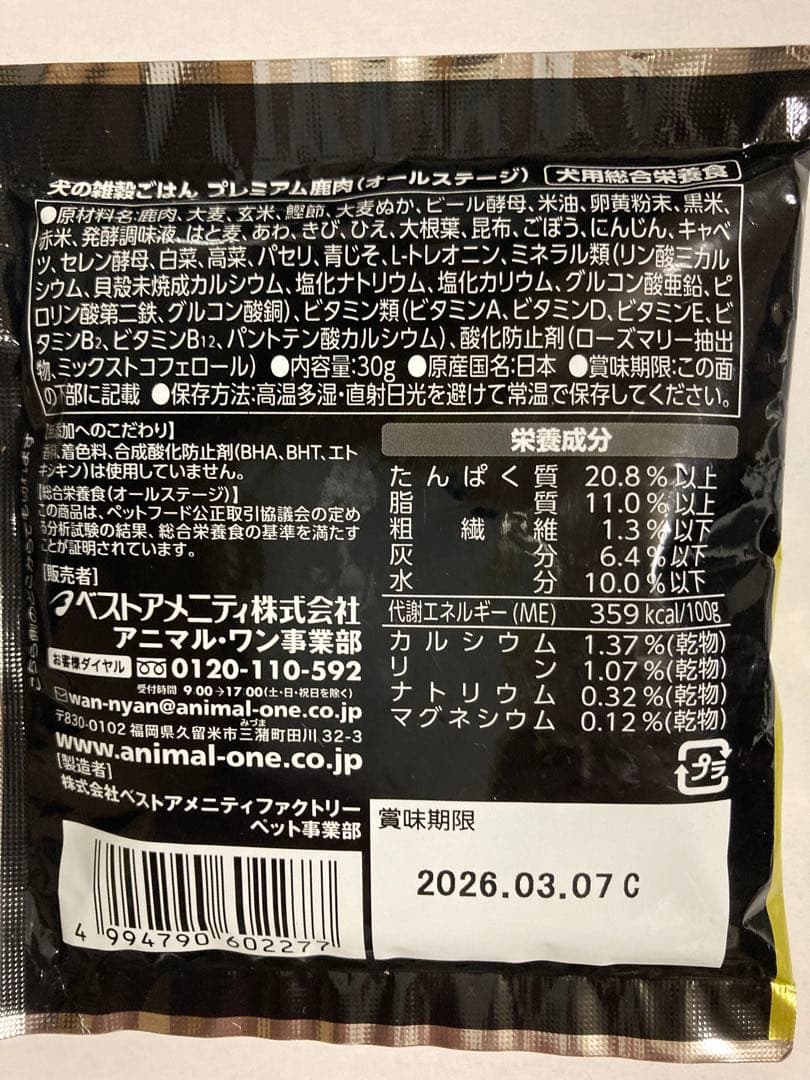 犬の雑穀ごはん プレミアム鹿肉(オールステージ) 犬用総合栄養食
●原材料名:鹿肉、大麦、玄米、鰹節、大麦ぬか、ビール酵母、米油、卵黄粉末、黒米、
赤米、発酵調味液、はと麦、あわ、きび、ひえ、大根葉、昆布、ごぼう、にんじん、キャベ
ツ、セレン酵母、白菜、高菜、パセリ、青じそ、L-トレオニン、ミネラル類(リン酸三カル
シウム、貝殻未焼成カルシウム、塩化ナトリウム、塩化カリウム、グルコン酸亜鉛、ピ
ロリン酸第二鉄、グルコン酸銅)、ビタミン類(ビタミンA、ビタミンD、ビタミンE、ビ
タミンB2、ビタミンB12、パントテン酸カルシウム)、酸化防止剤(ローズマリー抽出
物、ミックストコフェロール) ●内容量:30g ●原産国名:日本 ●賞味期限:この面
の下部に記載 ●保存方法:高温多湿・直射日光を避けて常温で保存してください。
【無添加へのこだわり】
香料、着色料、合成酸化防止剤(BHA、BHT、エト
キシキン)は使用していません。
【総合栄養食(オールステージ)】
この商品は、ペットフード公正取引協議会の定め
る分析試験の結果、総合栄養食の基準を満たす
ことが証明されています。
【販売者】
ベストアメニティ株式会社
アニマル・ワン事業部
お客様ダイヤル 0120-110-592
受付時間 9:00→17:00(土・日・祝日を除く)
wan-nyan@animal-one.co.jp
みづま
〒830-0102 福岡県久留米市三潴町田川 32-3
www.animal-one.co.jp
【製造者】
株式会社ベストアメニティファクトリー
ペット事業部
栄養成分
たんぱく質 20.8%以上
脂質 11.0%以上
粗繊維 1.3%以下
灰分 6.4%以下
水分 10.0%以下
代謝エネルギー(ME) 359kcal/100g
カルシウム 1.37%(乾物)
リン 1.07%(乾物)
ナトリウム 0.32%(乾物)
マグネシウム 0.12%(乾物)
プラ
賞味期限
2026.03.07 C
4 994790 602277